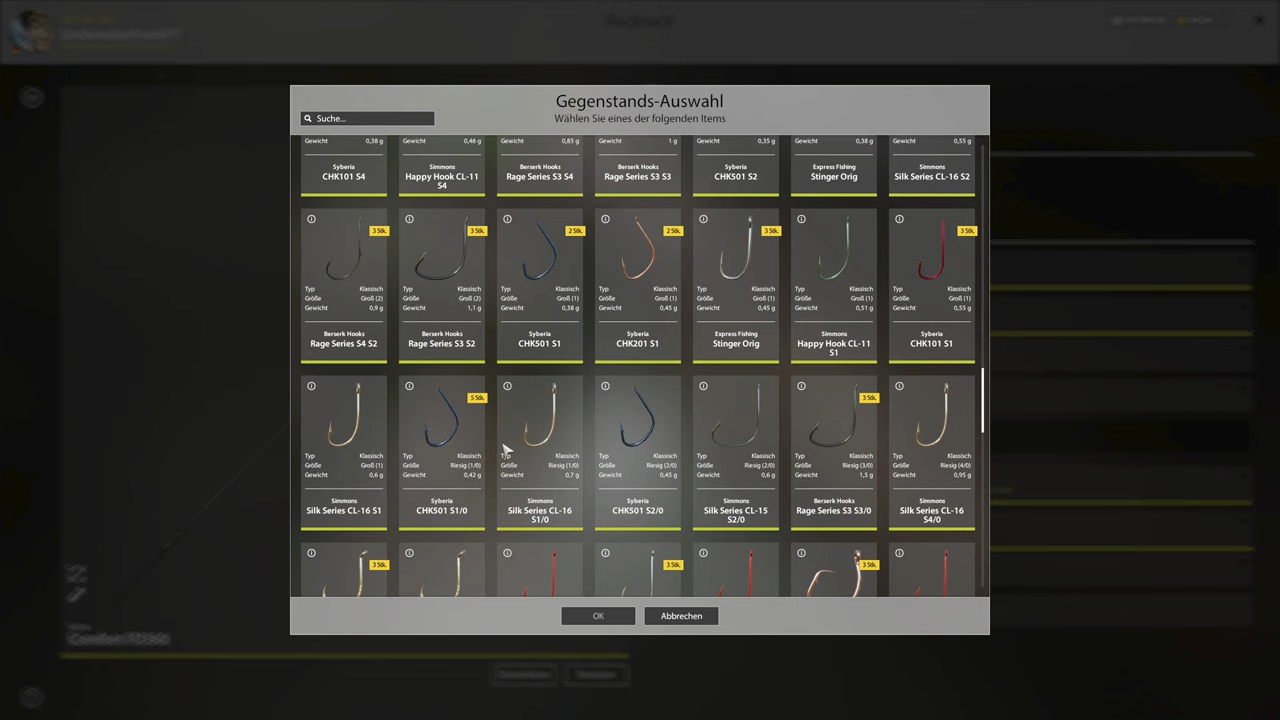 Gegenstands-Auswahl
Suche...
Wählen Sie eines der folgenden Items
Gewicht 0,38 g
Gewicht 0,46 g
Gewicht 0,85 g
Gewicht 1 g
Gewicht 0,35 g
Gewicht 0,38 g
Gewicht 0,55 g
Syberia
CHK101 S4
Simmons
Happy Hook CL-11
S4
Berserk Hooks
Rage Series S3 S4
Berserk Hooks
Rage Series S3 S3
Syberia
CHK501 S2
Express Fishing
Stinger Orig
Simmons
Silk Series CL-16 S2
3 Stk.
Typ Klassisch
Größe Groß (2)
Gewicht 0,9 g
Berserk Hooks
Rage Series S4 S2
3 Stk.
Typ Klassisch
Größe Groß (2)
Gewicht 1,1 g
Berserk Hooks
Rage Series S3 S2
2 Stk.
Typ Klassisch
Größe Groß (1)
Gewicht 0,38 g
Syberia
CHK501 S1
2 Stk.
Typ Klassisch
Größe Groß (1)
Gewicht 0,45 g
Syberia
CHK201 S1
3 Stk.
Typ Klassisch
Größe Groß (1)
Gewicht 0,45 g
Express Fishing
Stinger Orig
Typ Klassisch
Größe Groß (1)
Gewicht 0,51 g
Simmons
Happy Hook CL-11
S1
3 Stk.
Typ Klassisch
Größe Groß (1)
Gewicht 0,55 g
Syberia
CHK101 S1
Typ Klassisch
Größe Groß (1)
Gewicht 0,6 g
Simmons
Silk Series CL-16 S1
5 Stk.
Typ Klassisch
Größe Riesig (1/0)
Gewicht 0,42 g
Syberia
CHK501 S1/0
Typ Klassisch
Größe Riesig (1/0)
Gewicht 0,7 g
Simmons
Silk Series CL-16
S1/0
Typ Klassisch
Größe Riesig (2/0)
Gewicht 0,45 g
Syberia
CHK501 S2/0
Typ Klassisch
Größe Riesig (2/0)
Gewicht 0,6 g
Simmons
Silk Series CL-15
S2/0
3 Stk.
Typ Klassisch
Größe Riesig (3/0)
Gewicht 1,5 g
Berserk Hooks
Rage Series S3 S3/0
Typ Klassisch
Größe Riesig (4/0)
Gewicht 0,95 g
Simmons
Silk Series CL-16
S4/0
3 Stk.
3 Stk.
3 Stk.
OK
Abbrechen